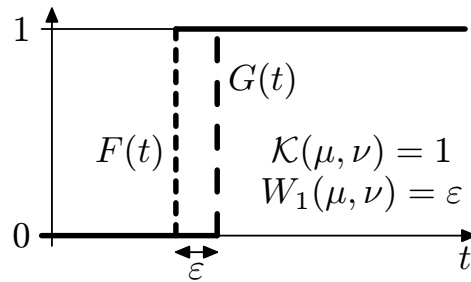 1
G(t)
F(t)
𝒦(μ, ν) = 1
W₁(μ, ν) = ε
0
t
ε